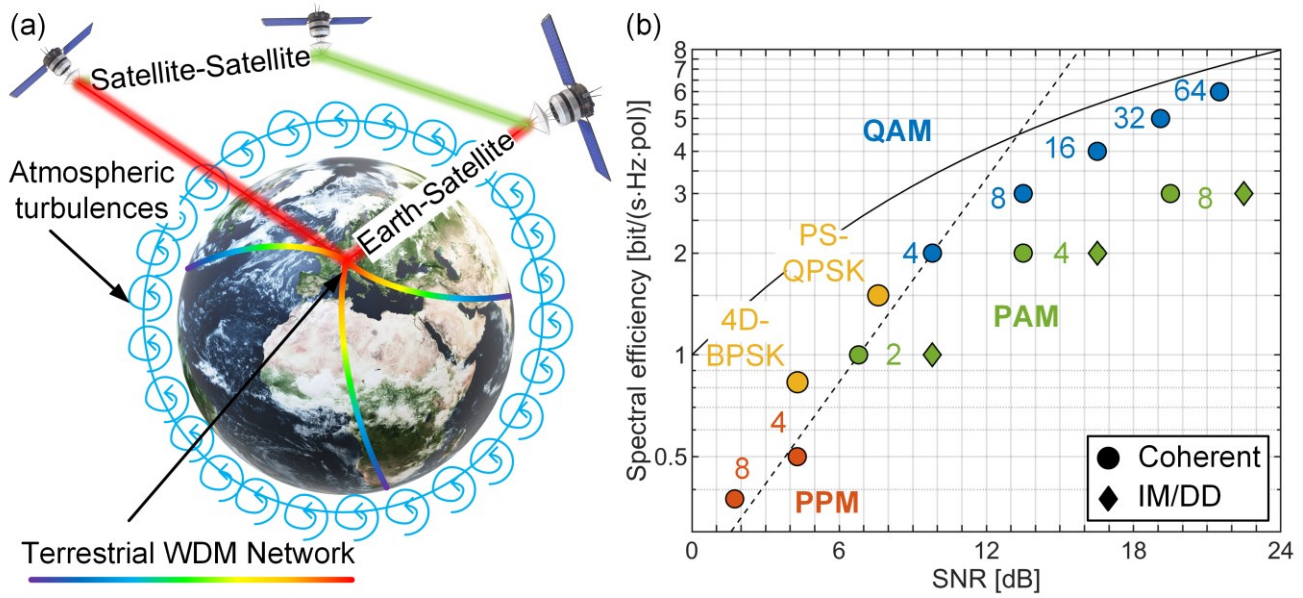 (a)
Satellite-Satellite
Earth-Satellite
Atmospheric
turbulences
Terrestrial WDM Network
(b)
Spectral efficiency [bit/(s·Hz·pol)]
8
7
6
5
4
3
2
1
0.5
0
6
12
18
24
SNR [dB]
QAM
64
32
16
8
4
PS-
QPSK
4D-
BPSK
PAM
8
4
2
4
8
PPM
Coherent
IM/DD